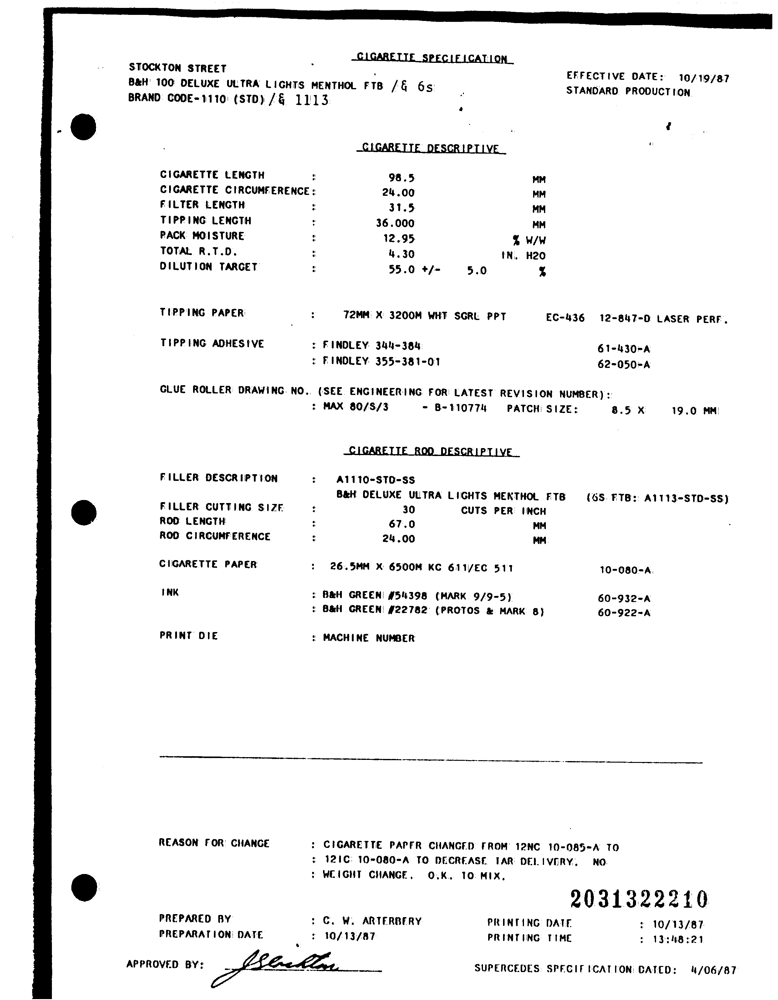 CIGARETTE SPECIFICATION
STOCKTON STREET
B&H 100 DELUXE ULTRA LIGHTS MENTHOL FTB /& 6s
BRAND CODE-1110 (STD) /& 1113
EFFECTIVE DATE: 10/19/87
STANDARD PRODUCTION
CIGARETTE DESCRIPTIVE
CIGARETTE LENGTH : 98.5 MM
CIGARETTE CIRCUMFERENCE: 24.00 MM
FILTER LENGTH : 31.5 MM
TIPPING LENGTH : 36.000 MM
PACK MOISTURE : 12.95 % W/W
TOTAL R.T.D. : 4.30 IN. H2O
DILUTION TARGET : 55.0 +/- 5.0 %
TIPPING PAPER : 72MM X 3200M WHT SGRL PPT EC-436 12-847-D LASER PERF.
TIPPING ADHESIVE : FINDLEY 344-384 61-430-A
: FINDLEY 355-381-01 62-050-A
GLUE ROLLER DRAWING NO. (SEE ENGINEERING FOR LATEST REVISION NUMBER):
: MAX 80/S/3 - B-110774 PATCH SIZE: 8.5 X 19.0 MM
CIGARETTE ROD DESCRIPTIVE
FILLER DESCRIPTION : A1110-STD-SS
B&H DELUXE ULTRA LIGHTS MENTHOL FTB (6S FTB: A1113-STD-SS)
FILLER CUTTING SIZE : 30 CUTS PER INCH
ROD LENGTH : 67.0 MM
ROD CIRCUMFERENCE : 24.00 MM
CIGARETTE PAPER : 26.5MM X 6500M KC 611/EC 511 10-080-A
INK : B&H GREEN #54398 (MARK 9/9-5) 60-932-A
: B&H GREEN #22782 (PROTOS & MARK 8) 60-922-A
PRINT DIE : MACHINE NUMBER
REASON FOR CHANGE : CIGARETTE PAPER CHANGED FROM 12NC 10-085-A TO
: 121C 10-080-A TO DECREASE TAR DELIVERY. NO
: WEIGHT CHANGE. O.K. TO MIX.
2031322210
PREPARED BY : C. W. ARTERBERY PRINTING DATE : 10/13/87
PREPARATION DATE : 10/13/87 PRINTING TIME : 13:48:21
APPROVED BY:
SUPERCEDES SPECIFICATION DATED: 4/06/87